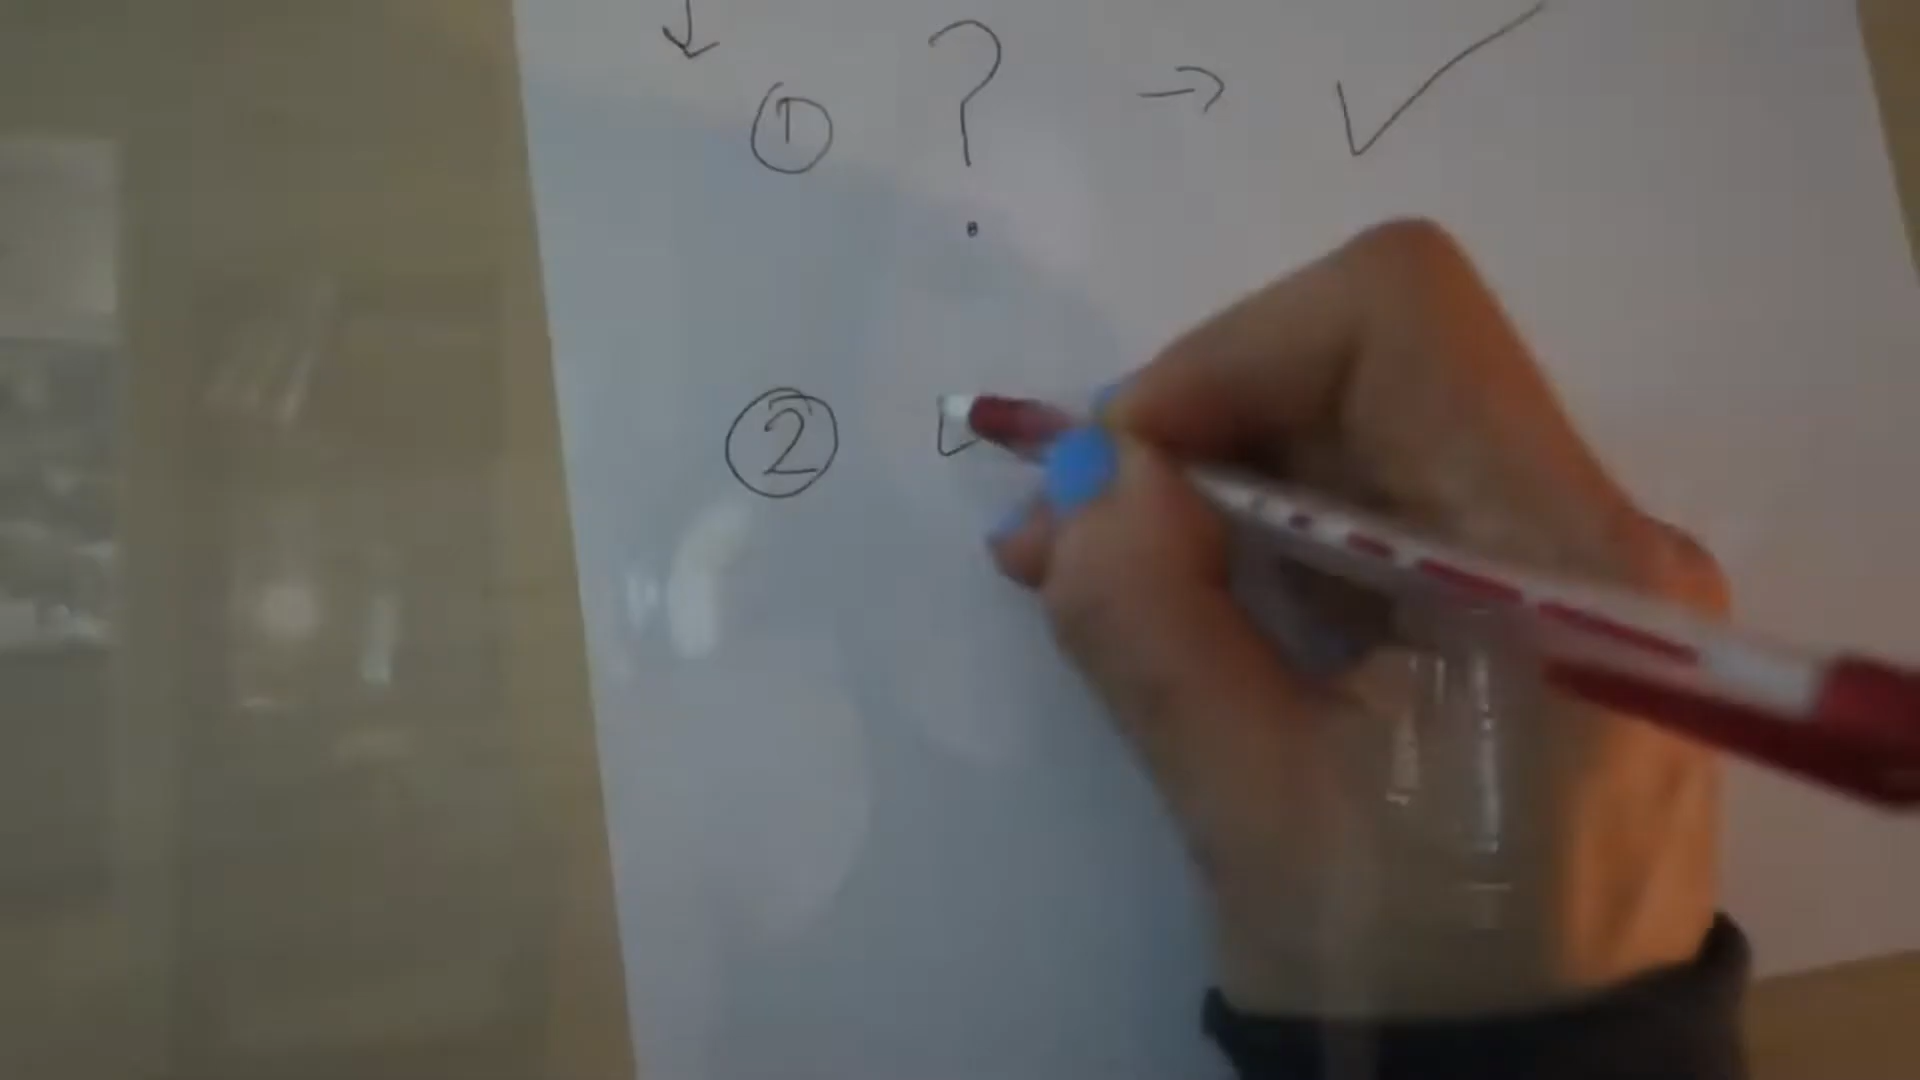 ↓
① ? → ✓
②